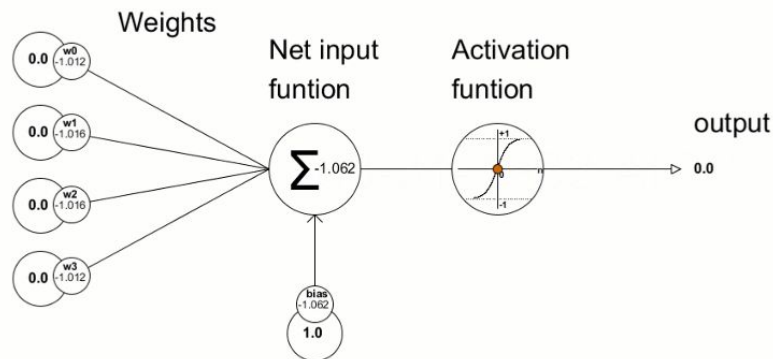 Weights
Net input
funtion
Activation
funtion
output
0.0
w0
-1.012
0.0
w1
-1.016
0.0
w2
-1.016
0.0
w3
-1.012
Σ
-1.062
+1
0
n
-1
0.0
bias
-1.062
1.0